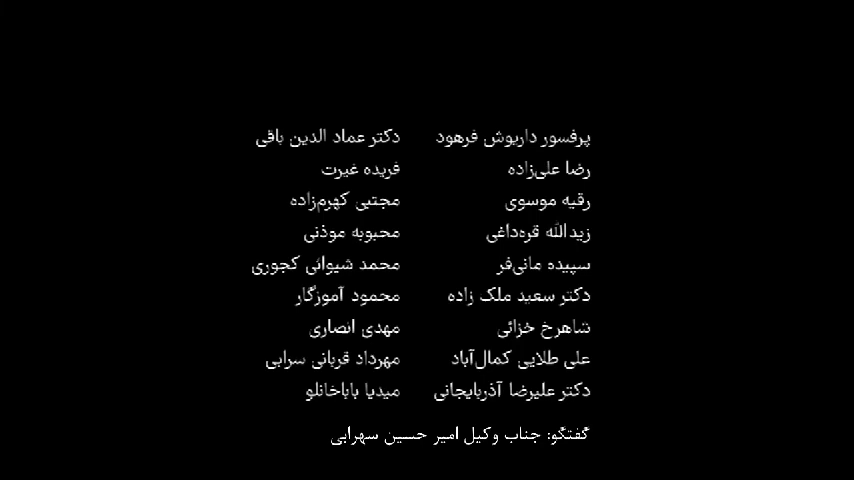 پرفسور داریوش فرهود دکتر عماد الدین باقی
رضا علی‌زاده فریده غیرت
رقیه موسوی مجتبی کهرم‌زاده
زیدالله قره‌داغی محبوبه موذنی
سپیده مانی‌فر محمد شیوائی کجوری
دکتر سعید ملک زاده محمود آموزگار
شاهرخ خزائی مهدی انصاری
علی طلایی کمال‌آباد مهرداد قربانی سرابی
دکتر علیرضا آذربایجانی میدیا باباخانلو
گفتگو: جناب وکیل امیر حسین سهرابی